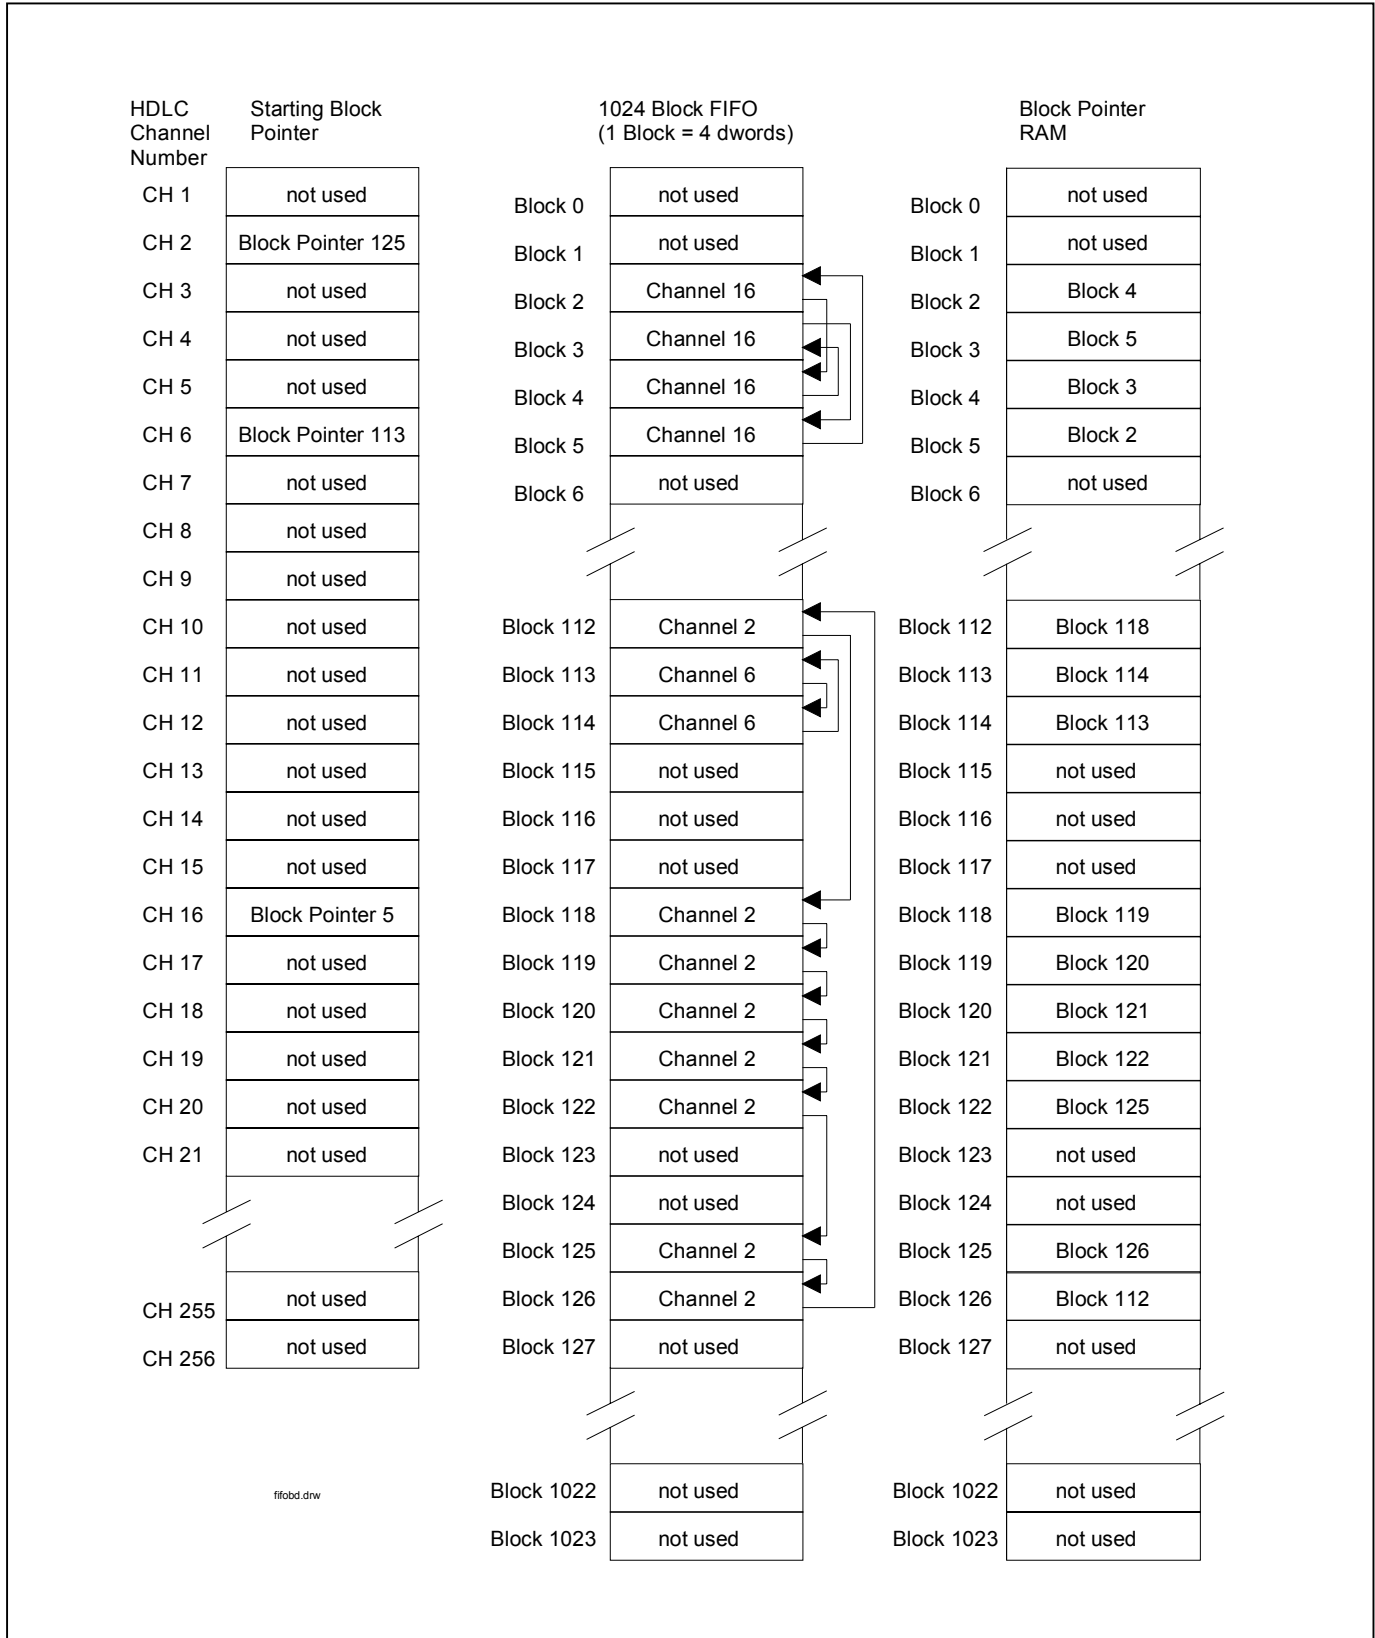 HDLC
Channel
Number
Starting Block
Pointer
1024 Block FIFO
(1 Block = 4 dwords)
Block Pointer
RAM
CH 1 not used
CH 2 Block Pointer 125
CH 3 not used
CH 4 not used
CH 5 not used
CH 6 Block Pointer 113
CH 7 not used
CH 8 not used
CH 9 not used
CH 10 not used
CH 11 not used
CH 12 not used
CH 13 not used
CH 14 not used
CH 15 not used
CH 16 Block Pointer 5
CH 17 not used
CH 18 not used
CH 19 not used
CH 20 not used
CH 21 not used
CH 255 not used
CH 256 not used
Block 0 not used
Block 1 not used
Block 2 Channel 16
Block 3 Channel 16
Block 4 Channel 16
Block 5 Channel 16
Block 6 not used
Block 112 Channel 2
Block 113 Channel 6
Block 114 Channel 6
Block 115 not used
Block 116 not used
Block 117 not used
Block 118 Channel 2
Block 119 Channel 2
Block 120 Channel 2
Block 121 Channel 2
Block 122 Channel 2
Block 123 not used
Block 124 not used
Block 125 Channel 2
Block 126 Channel 2
Block 127 not used
Block 1022 not used
Block 1023 not used
Block 0 not used
Block 1 not used
Block 2 Block 4
Block 3 Block 5
Block 4 Block 3
Block 5 Block 2
Block 6 not used
Block 112 Block 118
Block 113 Block 114
Block 114 Block 113
Block 115 not used
Block 116 not used
Block 117 not used
Block 118 Block 119
Block 119 Block 120
Block 120 Block 121
Block 121 Block 122
Block 122 Block 125
Block 123 not used
Block 124 not used
Block 125 Block 126
Block 126 Block 112
Block 127 not used
Block 1022 not used
Block 1023 not used
fifobd.drw